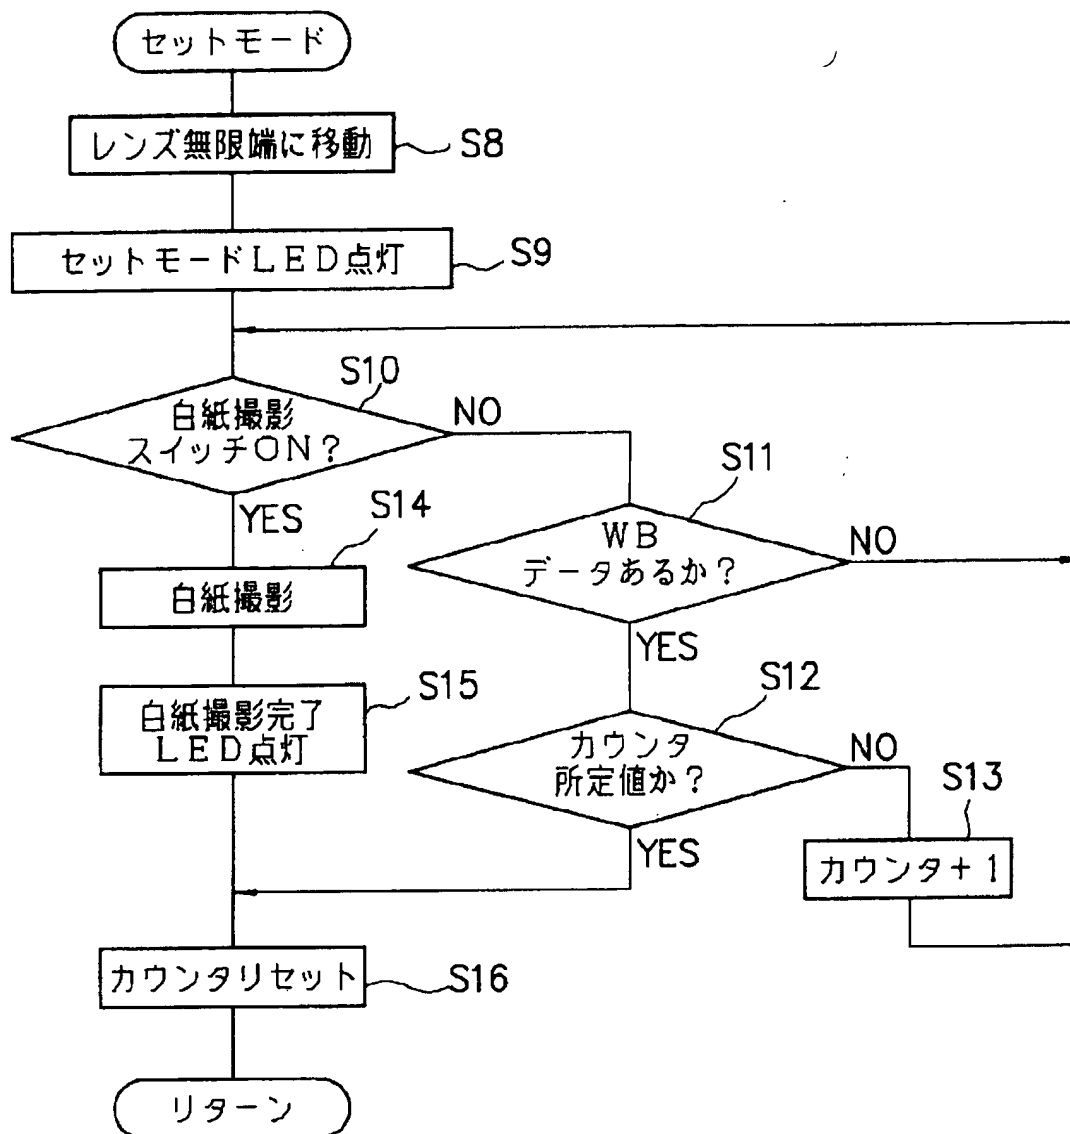 セットモード
レンズ無限端に移動
S8
セットモードLED点灯
S9
S10
白紙撮影
スイッチON?
NO
YES
S11
WB
データあるか?
NO
YES
S14
白紙撮影
S15
白紙撮影完了
LED点灯
S12
カウンタ
所定値か?
NO
YES
S13
カウンタ+1
カウンタリセット
S16
リターン